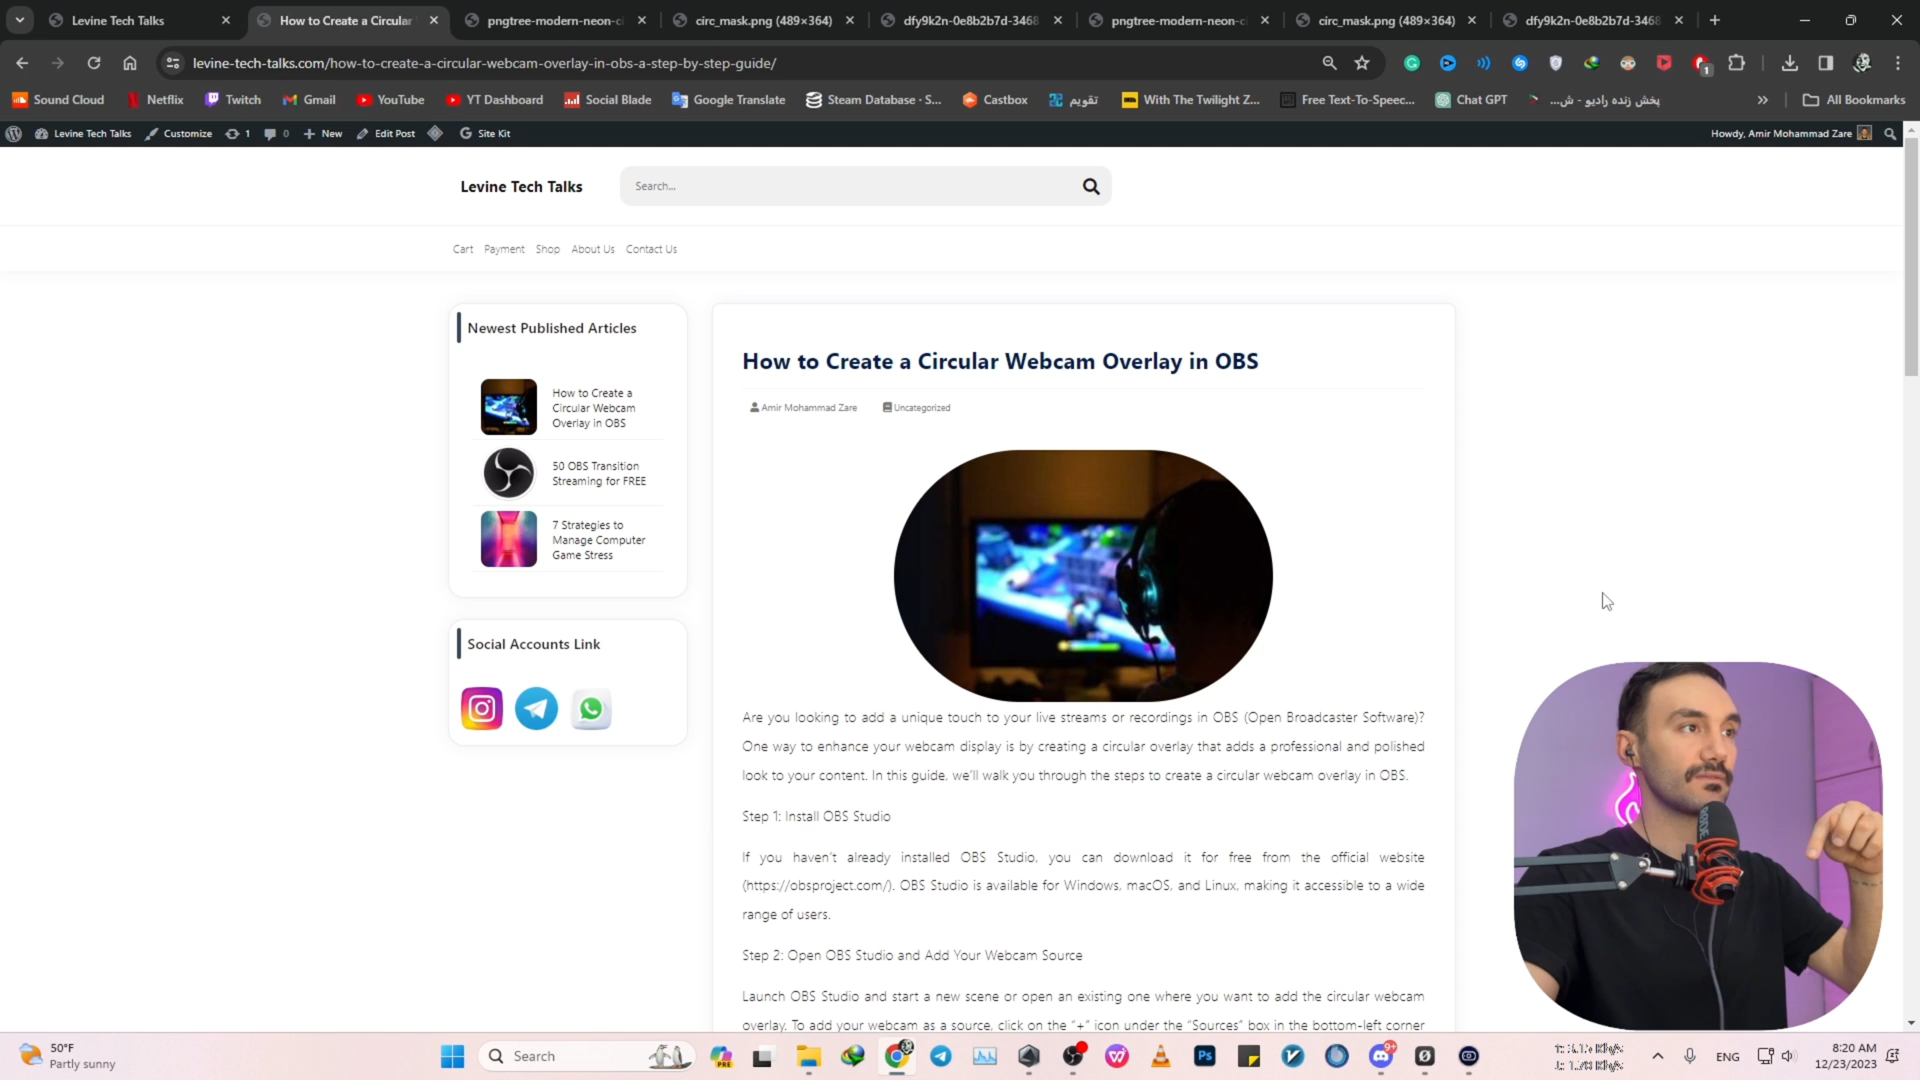 Levine Tech Talks
How to Create a Circular
pngtree-modern-neon-ci
circ_mask.png (489×364)
dfy9k2n-0e8b2b7d-3468
pngtree-modern-neon-ci
circ_mask.png (489×364)
dfy9k2n-0e8b2b7d-3468
levine-tech-talks.com/how-to-create-a-circular-webcam-overlay-in-obs-a-step-by-step-guide/
1
Sound Cloud
Netflix
Twitch
Gmail
YouTube
YT Dashboard
Social Blade
Google Translate
Steam Database · S...
Castbox
تقویم
With The Twilight Z...
Free Text-To-Speec...
Chat GPT
پخش زنده رادیو - ش...
All Bookmarks
Levine Tech Talks
Customize
1
0
New
Edit Post
Site Kit
Howdy, Amir Mohammad Zare
Levine Tech Talks
Search...
Cart
Payment
Shop
About Us
Contact Us
Newest Published Articles
How to Create a
Circular Webcam
Overlay in OBS
50 OBS Transition
Streaming for FREE
7 Strategies to
Manage Computer
Game Stress
Social Accounts Link
How to Create a Circular Webcam Overlay in OBS
Amir Mohammad Zare
Uncategorized
Are you looking to add a unique touch to your live streams or recordings in OBS (Open Broadcaster Software)?
One way to enhance your webcam display is by creating a circular overlay that adds a professional and polished
look to your content. In this guide, we'll walk you through the steps to create a circular webcam overlay in OBS.
Step 1: Install OBS Studio
If you haven't already installed OBS Studio, you can download it for free from the official website
(https://obsproject.com/). OBS Studio is available for Windows, macOS, and Linux, making it accessible to a wide
range of users.
Step 2: Open OBS Studio and Add Your Webcam Source
Launch OBS Studio and start a new scene or open an existing one where you want to add the circular webcam
overlay. To add your webcam as a source, click on the "+" icon under the "Sources" box in the bottom-left corner
RODE
50°F
Partly sunny
Search
PRE
Ps
9+
ENG
8:20 AM
12/23/2023